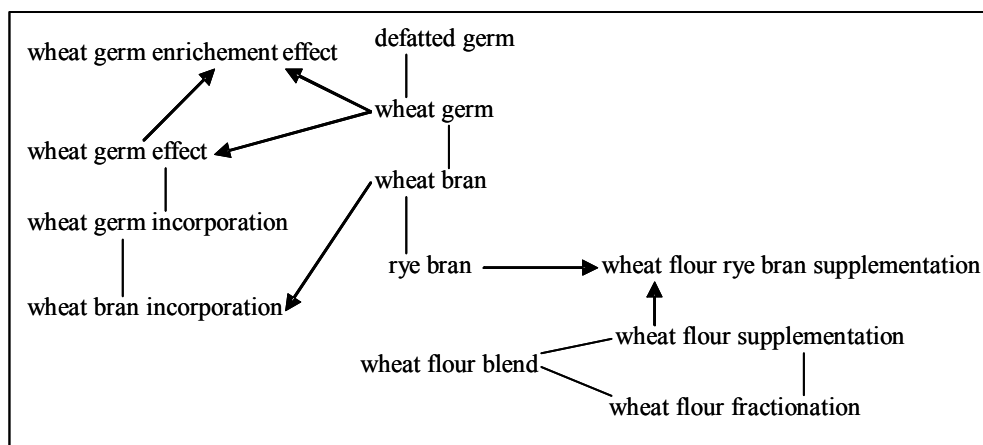 defatted germ
wheat germ enrichement effect
wheat germ
wheat germ effect
wheat bran
wheat germ incorporation
rye bran
wheat flour rye bran supplementation
wheat bran incorporation
wheat flour supplementation
wheat flour blend
wheat flour fractionation